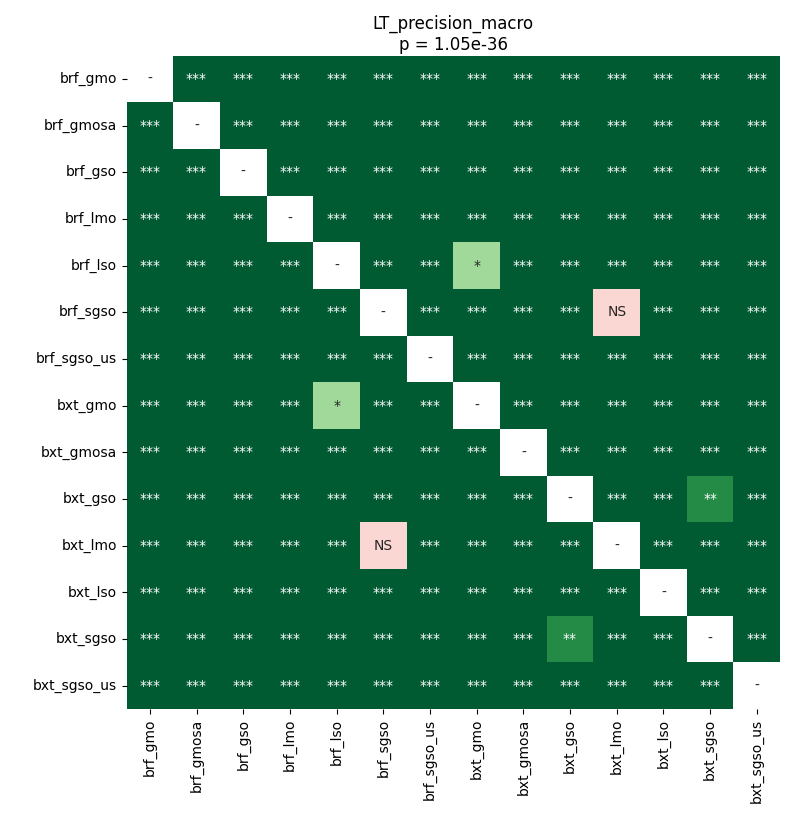 LT_precision_macro
p = 1.05e-36
brf_gmo - *** *** *** *** *** *** *** *** *** *** *** *** ***
brf_gmosa *** - *** *** *** *** *** *** *** *** *** *** *** ***
brf_gso *** *** - *** *** *** *** *** *** *** *** *** *** ***
brf_lmo *** *** *** - *** *** *** *** *** *** *** *** *** ***
brf_lso *** *** *** *** - *** *** * *** *** *** *** *** ***
brf_sgso *** *** *** *** *** - *** *** *** *** NS *** *** ***
brf_sgso_us *** *** *** *** *** *** - *** *** *** *** *** *** ***
bxt_gmo *** *** *** *** * *** *** - *** *** *** *** *** ***
bxt_gmosa *** *** *** *** *** *** *** *** - *** *** *** *** ***
bxt_gso *** *** *** *** *** *** *** *** *** - *** *** ** ***
bxt_lmo *** *** *** *** *** NS *** *** *** *** - *** *** ***
bxt_lso *** *** *** *** *** *** *** *** *** *** *** - *** ***
bxt_sgso *** *** *** *** *** *** *** *** *** ** *** *** - ***
bxt_sgso_us *** *** *** *** *** *** *** *** *** *** *** *** *** -
brf_gmo brf_gmosa brf_gso brf_lmo brf_lso brf_sgso brf_sgso_us bxt_gmo bxt_gmosa bxt_gso bxt_lmo bxt_lso bxt_sgso bxt_sgso_us